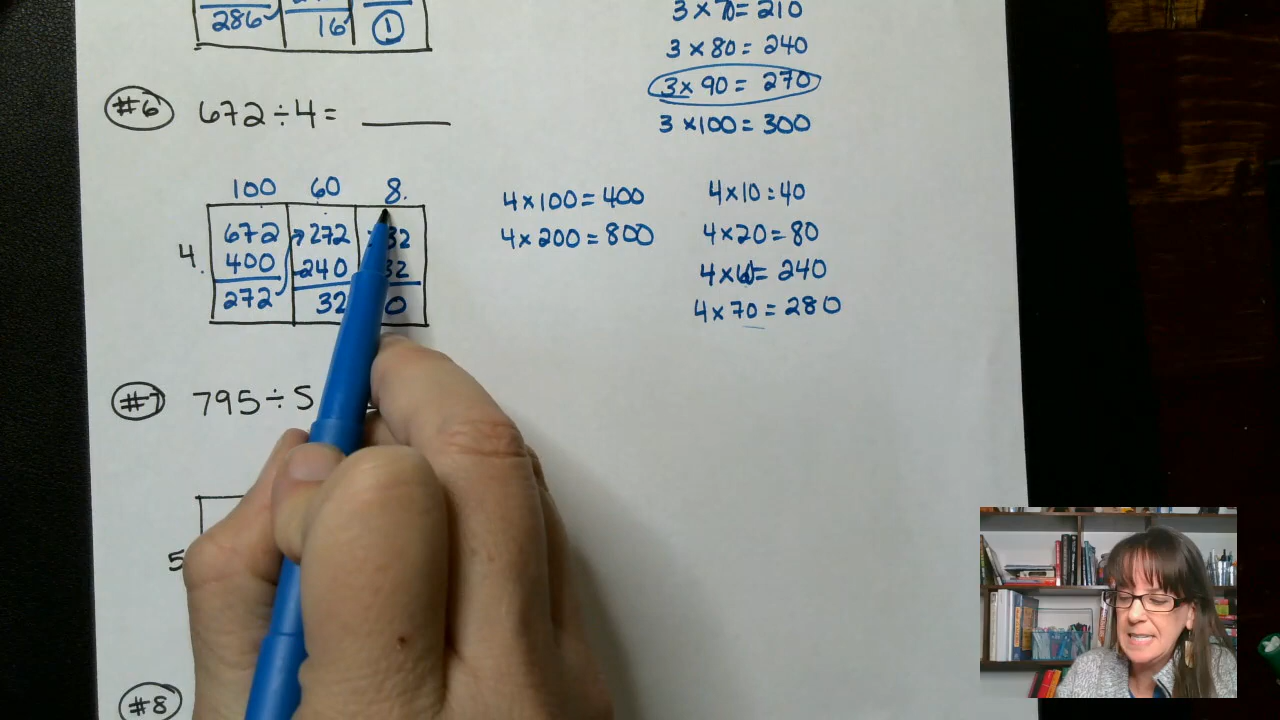 286 16 1
3 x 70 = 210
3 x 80 = 240
3 x 90 = 270
3 x 100 = 300
#6 672 ÷ 4 =
100 60 8
4
672 272 32
400 -240 32
272 32 0
4 x 100 = 400
4 x 200 = 800
4 x 10 = 40
4 x 20 = 80
4 x 60 = 240
4 x 70 = 280
#7 795 ÷ 5
5
#8